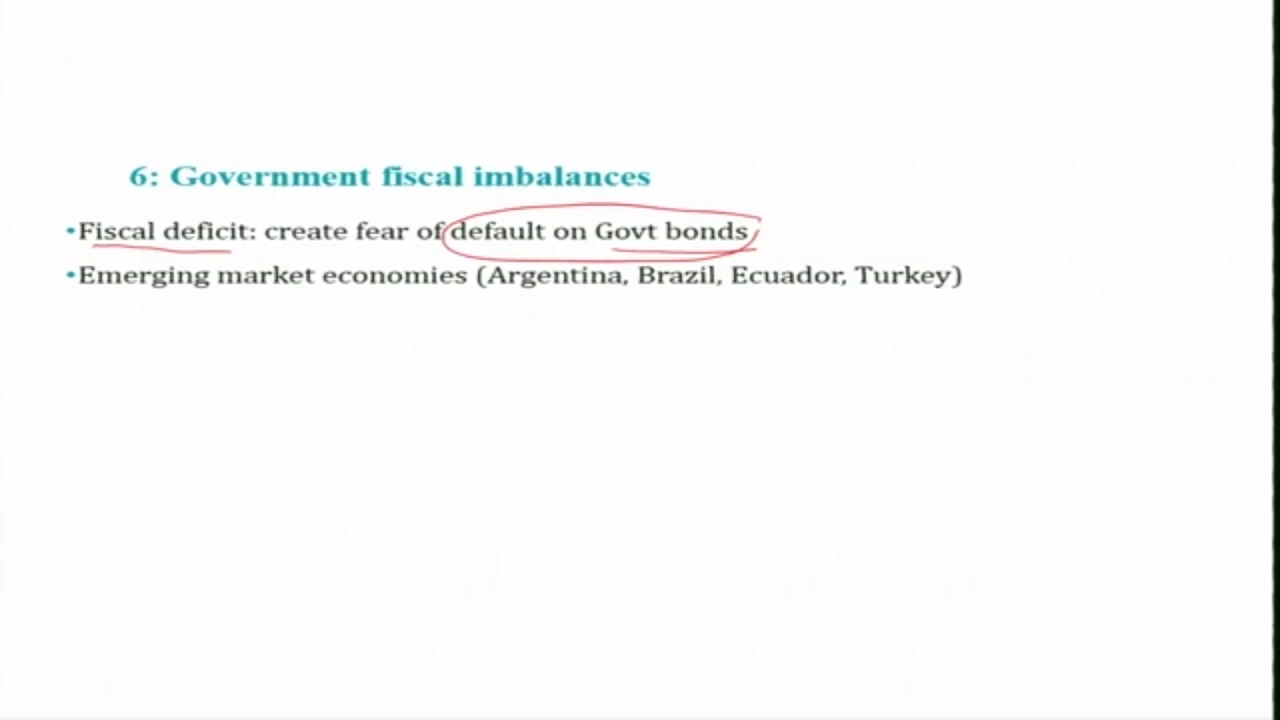 6: Government fiscal imbalances
•Fiscal deficit: create fear of default on Govt bonds
•Emerging market economies (Argentina, Brazil, Ecuador, Turkey)